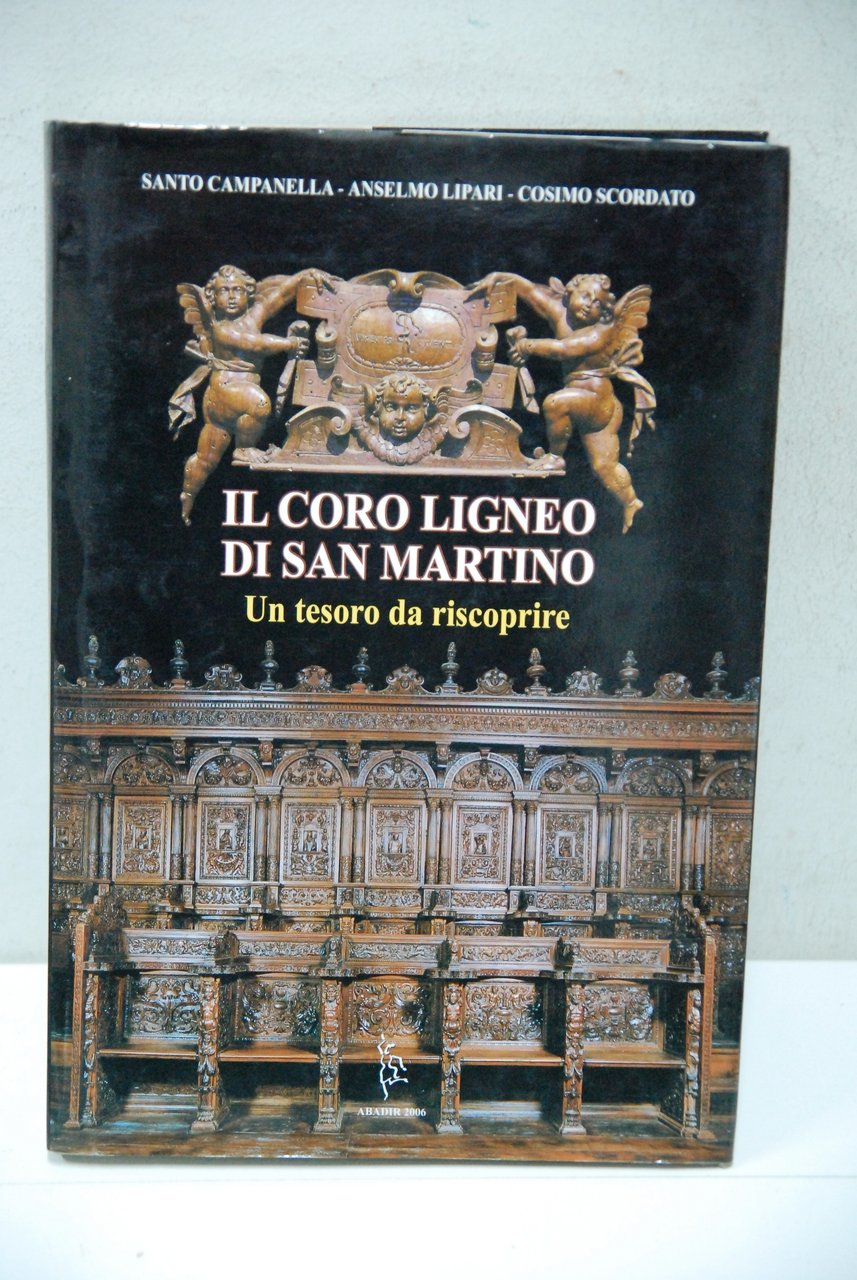 SANTO CAMPANELLA - ANSELMO LIPARI - COSIMO SCORDATO
IL CORO LIGNEO
DI SAN MARTINO
Un tesoro da riscoprire
ABADIR 2006